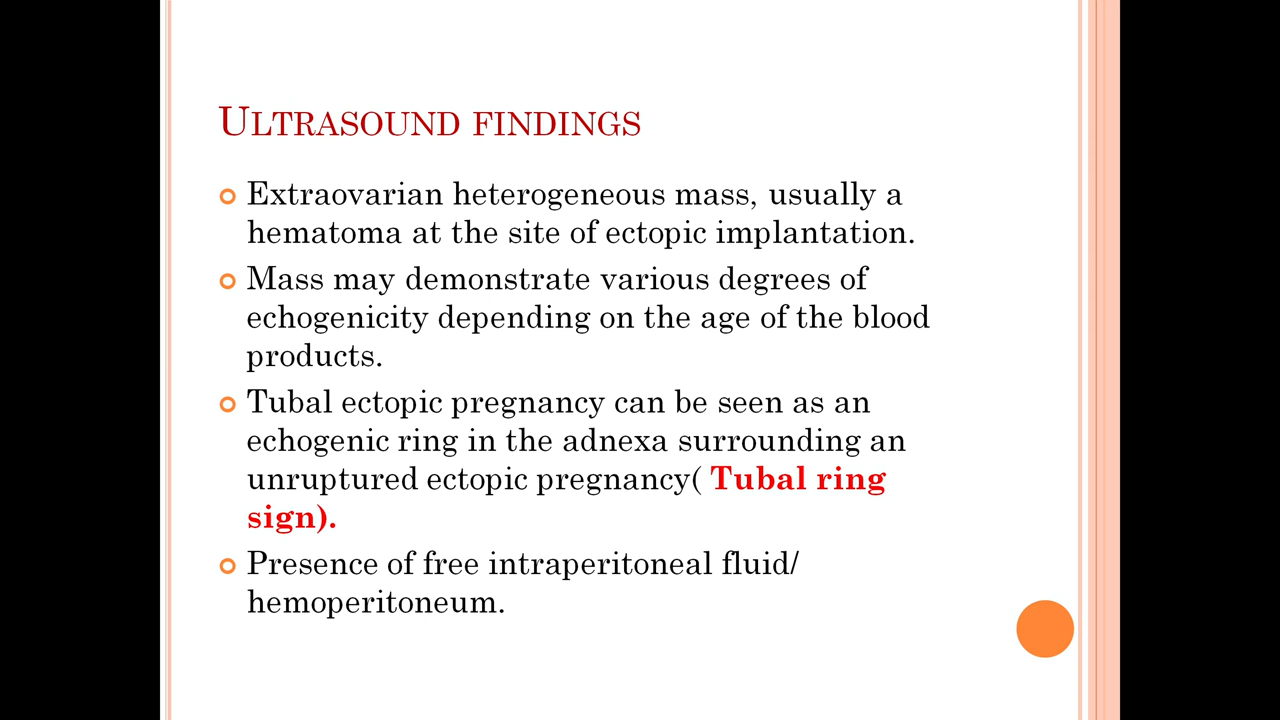 ULTRASOUND FINDINGS
Extraovarian heterogeneous mass, usually a
hematoma at the site of ectopic implantation.
Mass may demonstrate various degrees of
echogenicity depending on the age of the blood
products.
Tubal ectopic pregnancy can be seen as an
echogenic ring in the adnexa surrounding an
unruptured ectopic pregnancy( Tubal ring
sign).
Presence of free intraperitoneal fluid/
hemoperitoneum.